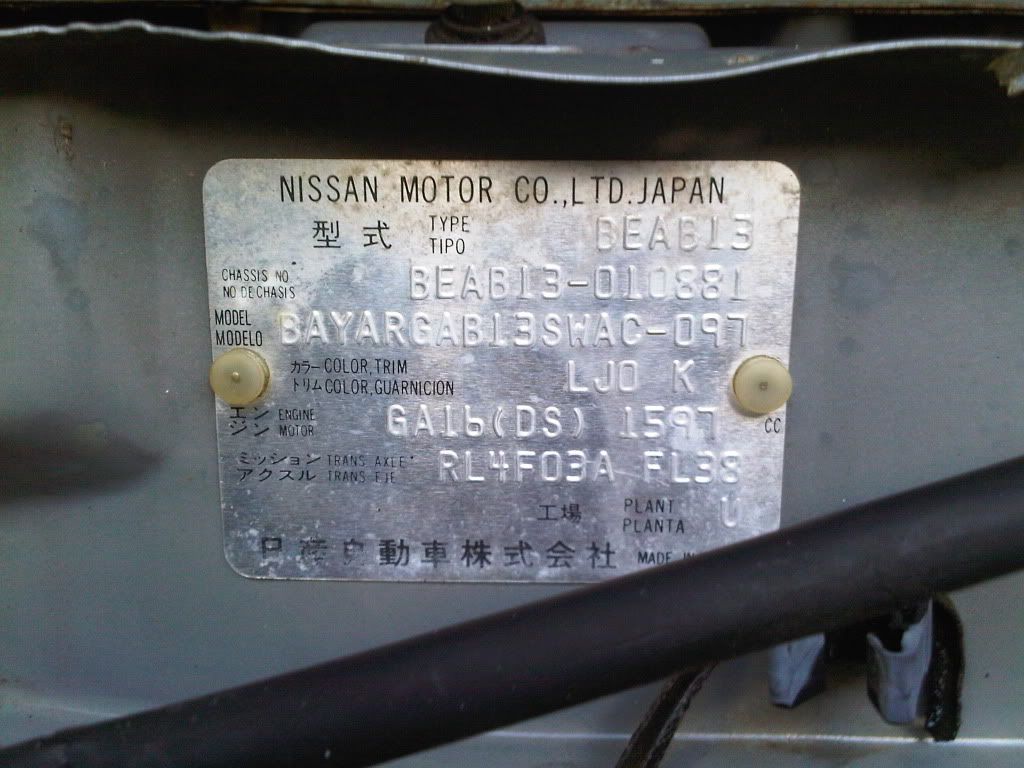 NISSAN MOTOR CO.,LTD.JAPAN
型式 TYPE TIPO BEAB13
CHASSIS NO. NO DE CHASIS BEAB13-010881
MODEL MODELO BAYARGAB13SWAC-097
カラー COLOR,TRIM トリム COLOR,GUARNICION LJ0 K
エンジン ENGINE MOTOR GA16(DS) 1597 CC
ミッション TRANS.AXLE アクスル TRANS.EJE RL4F03A FL38
工場 PLANT PLANTA U
日産自動車株式会社 MADE IN